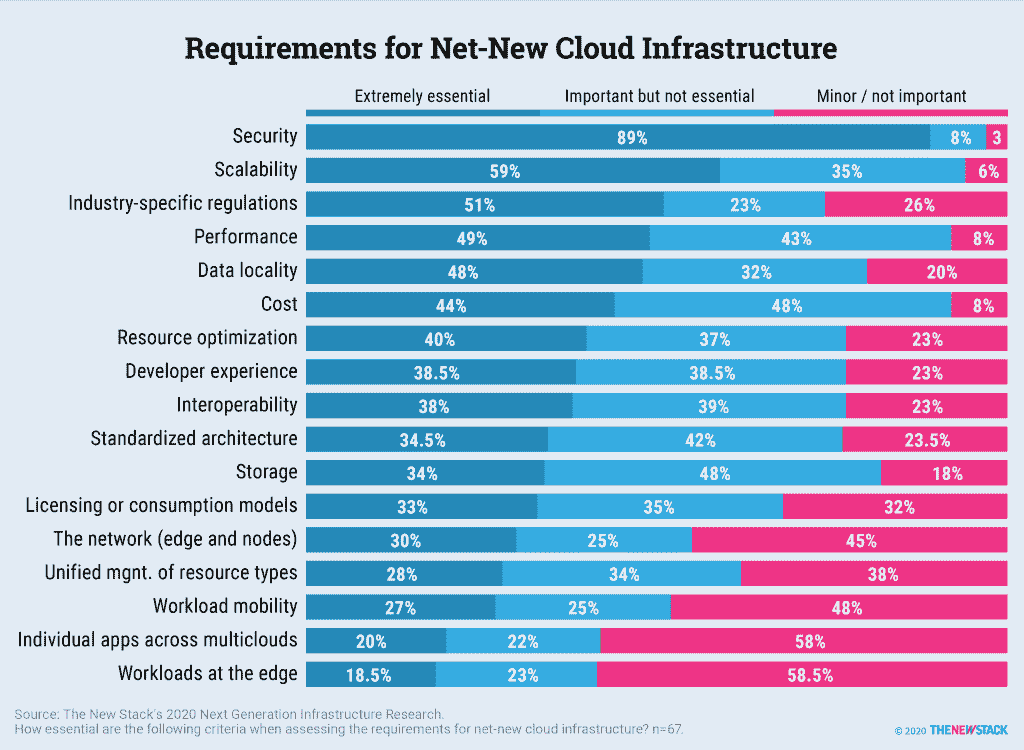 Requirements for Net-New Cloud Infrastructure
Extremely essential Important but not essential Minor / not important
Security 89% 8% 3
Scalability 59% 35% 6%
Industry-specific regulations 51% 23% 26%
Performance 49% 43% 8%
Data locality 48% 32% 20%
Cost 44% 48% 8%
Resource optimization 40% 37% 23%
Developer experience 38.5% 38.5% 23%
Interoperability 38% 39% 23%
Standardized architecture 34.5% 42% 23.5%
Storage 34% 48% 18%
Licensing or consumption models 33% 35% 32%
The network (edge and nodes) 30% 25% 45%
Unified mgnt. of resource types 28% 34% 38%
Workload mobility 27% 25% 48%
Individual apps across multiclouds 20% 22% 58%
Workloads at the edge 18.5% 23% 58.5%
Source: The New Stack's 2020 Next Generation Infrastructure Research.
How essential are the following criteria when assessing the requirements for net-new cloud infrastructure? n=67.
© 2020 THENEWSTACK